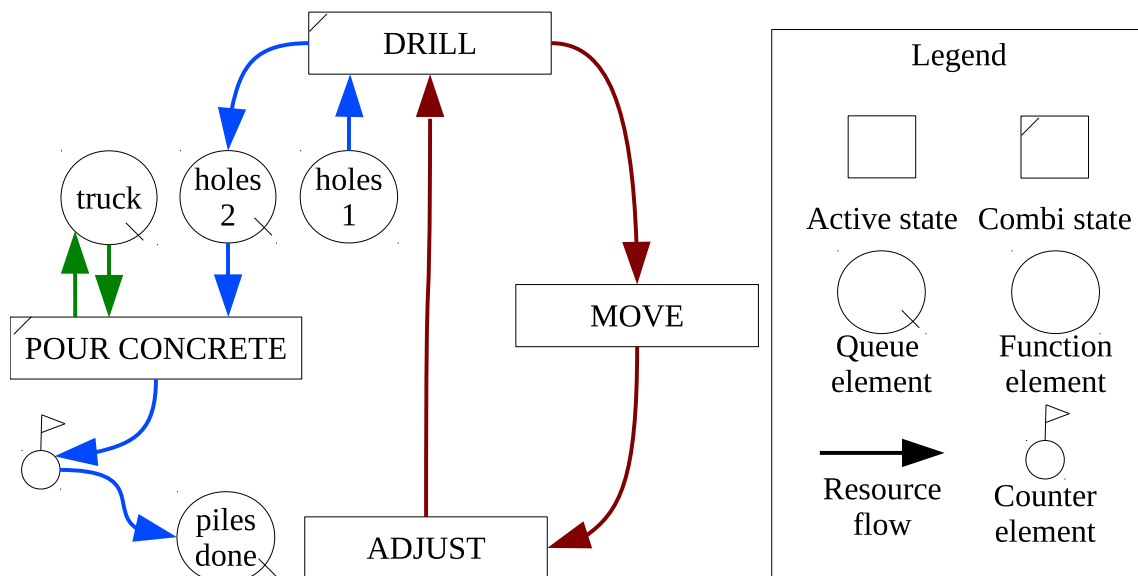 DRILL
truck
holes
2
holes
1
MOVE
POUR CONCRETE
piles
done
ADJUST
Legend
Active state
Combi state
Queue
element
Function
element
Resource
flow
Counter
element